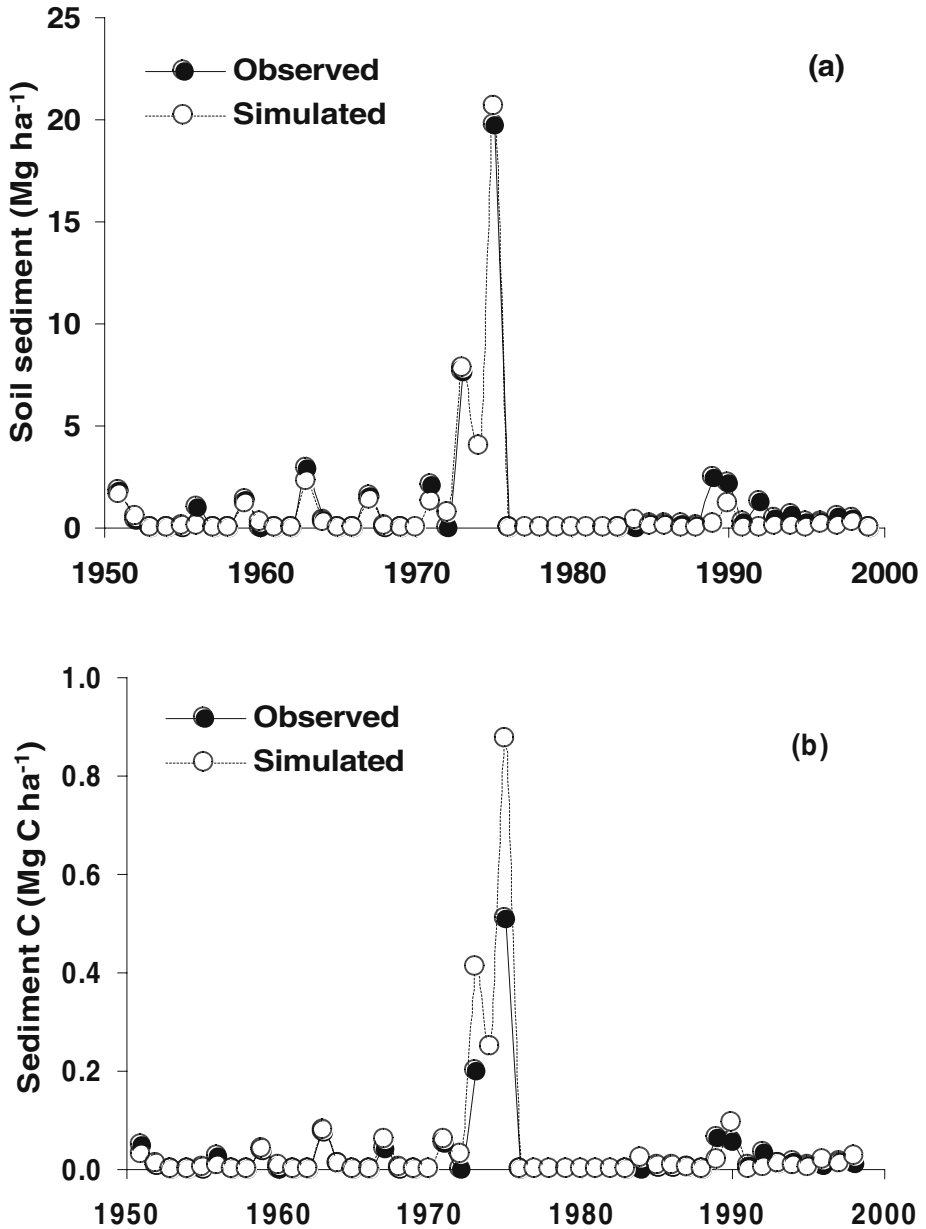 25
20
15
10
5
0
Soil sediment (Mg ha⁻¹)
Observed
Simulated
(a)
1950 1960 1970 1980 1990 2000
1.0
0.8
0.6
0.4
0.2
0.0
Sediment C (Mg C ha⁻¹)
Observed
Simulated
(b)
1950 1960 1970 1980 1990 2000